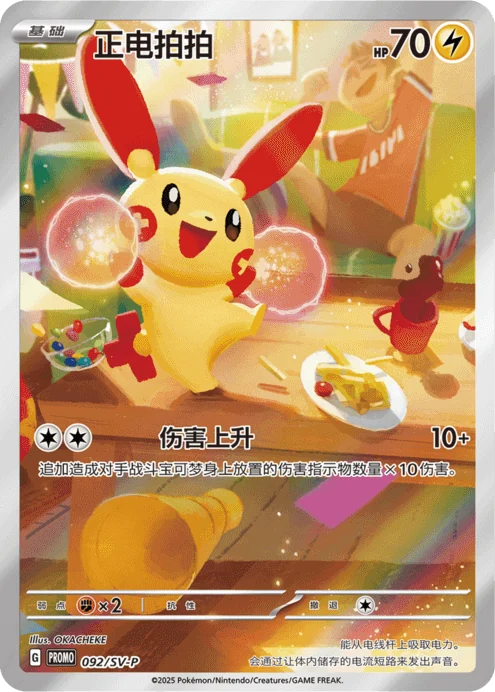 基础
正电拍拍
HP 70
伤害上升 10+
追加造成对手战斗宝可梦身上放置的伤害指示物数量×10伤害。
弱点 ×2 抗性 撤退
Illus. OKACHEKE
G PROMO 092/SV-P
能从电线杆上吸取电力。
会通过让体内储存的电流短路来发出声音。
©2025 Pokémon/Nintendo/Creatures/GAME FREAK.